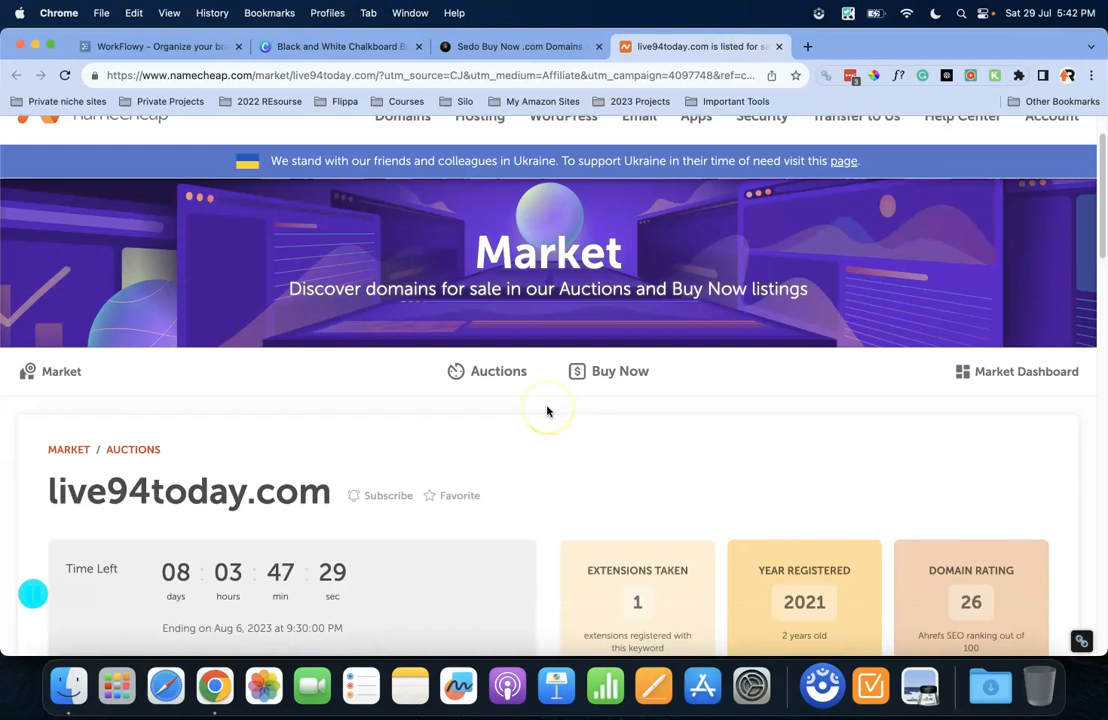 Chrome File Edit View History Bookmarks Profiles Tab Window Help Sat 29 Jul 5:42 PM
WorkFlowy - Organize your bra Black and White Chalkboard B Sedo Buy Now .com Domains live94today.com is listed for sa
https://www.namecheap.com/market/live94today.com/?utm_source=CJ&utm_medium=Affiliate&utm_campaign=4097748&ref=c...
Private niche sites Private Projects 2022 REsourse Flippa Courses Silo My Amazon Sites 2023 Projects Important Tools Other Bookmarks
namecheap Domains Hosting WordPress Email Apps Security Transfer to Us Help Center Account
We stand with our friends and colleagues in Ukraine. To support Ukraine in their time of need visit this page.
Market
Discover domains for sale in our Auctions and Buy Now listings
Market Auctions Buy Now Market Dashboard
MARKET / AUCTIONS
live94today.com Subscribe Favorite
Time Left 08 : 03 : 47 : 29
days hours min sec
Ending on Aug 6, 2023 at 9:30:00 PM
EXTENSIONS TAKEN
1
extensions registered with
this keyword
YEAR REGISTERED
2021
2 years old
DOMAIN RATING
26
Ahrefs SEO ranking out of
100